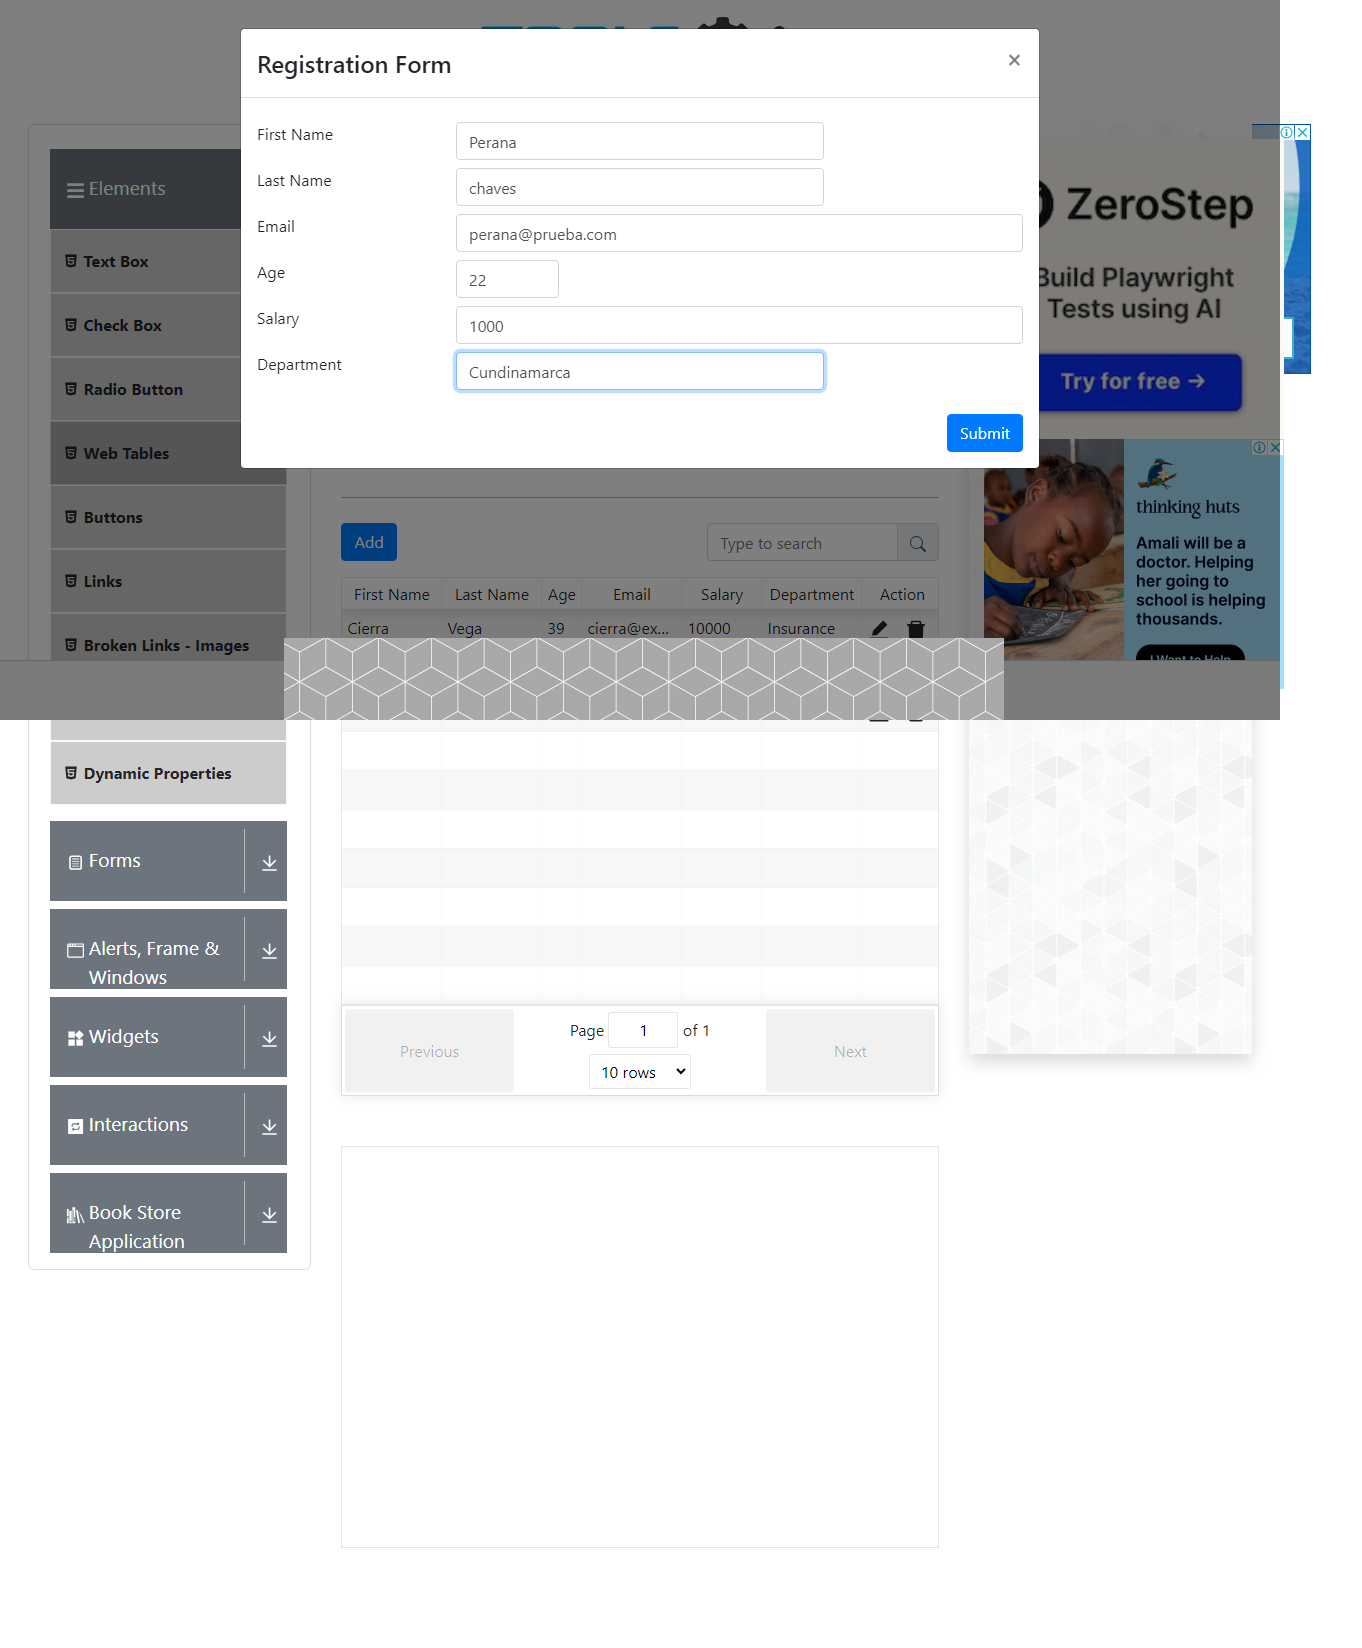 Registration Form
×
First Name
Perana
Last Name
chaves
Email
perana@prueba.com
Age
22
Salary
1000
Department
Cundinamarca
Submit
Elements
Text Box
Check Box
Radio Button
Web Tables
Buttons
Links
Broken Links - Images
Dynamic Properties
Forms
Alerts, Frame &
Windows
Widgets
Interactions
Book Store
Application
Add
Type to search
First Name Last Name Age Email Salary Department Action
Cierra Vega 39 cierra@ex... 10000 Insurance
Previous
Page 1 of 1
10 rows
Next
ZeroStep
Build Playwright
Tests using AI
Try for free →
thinking huts
Amali will be a
doctor. Helping
her going to
school is helping
thousands.
I Want to Help